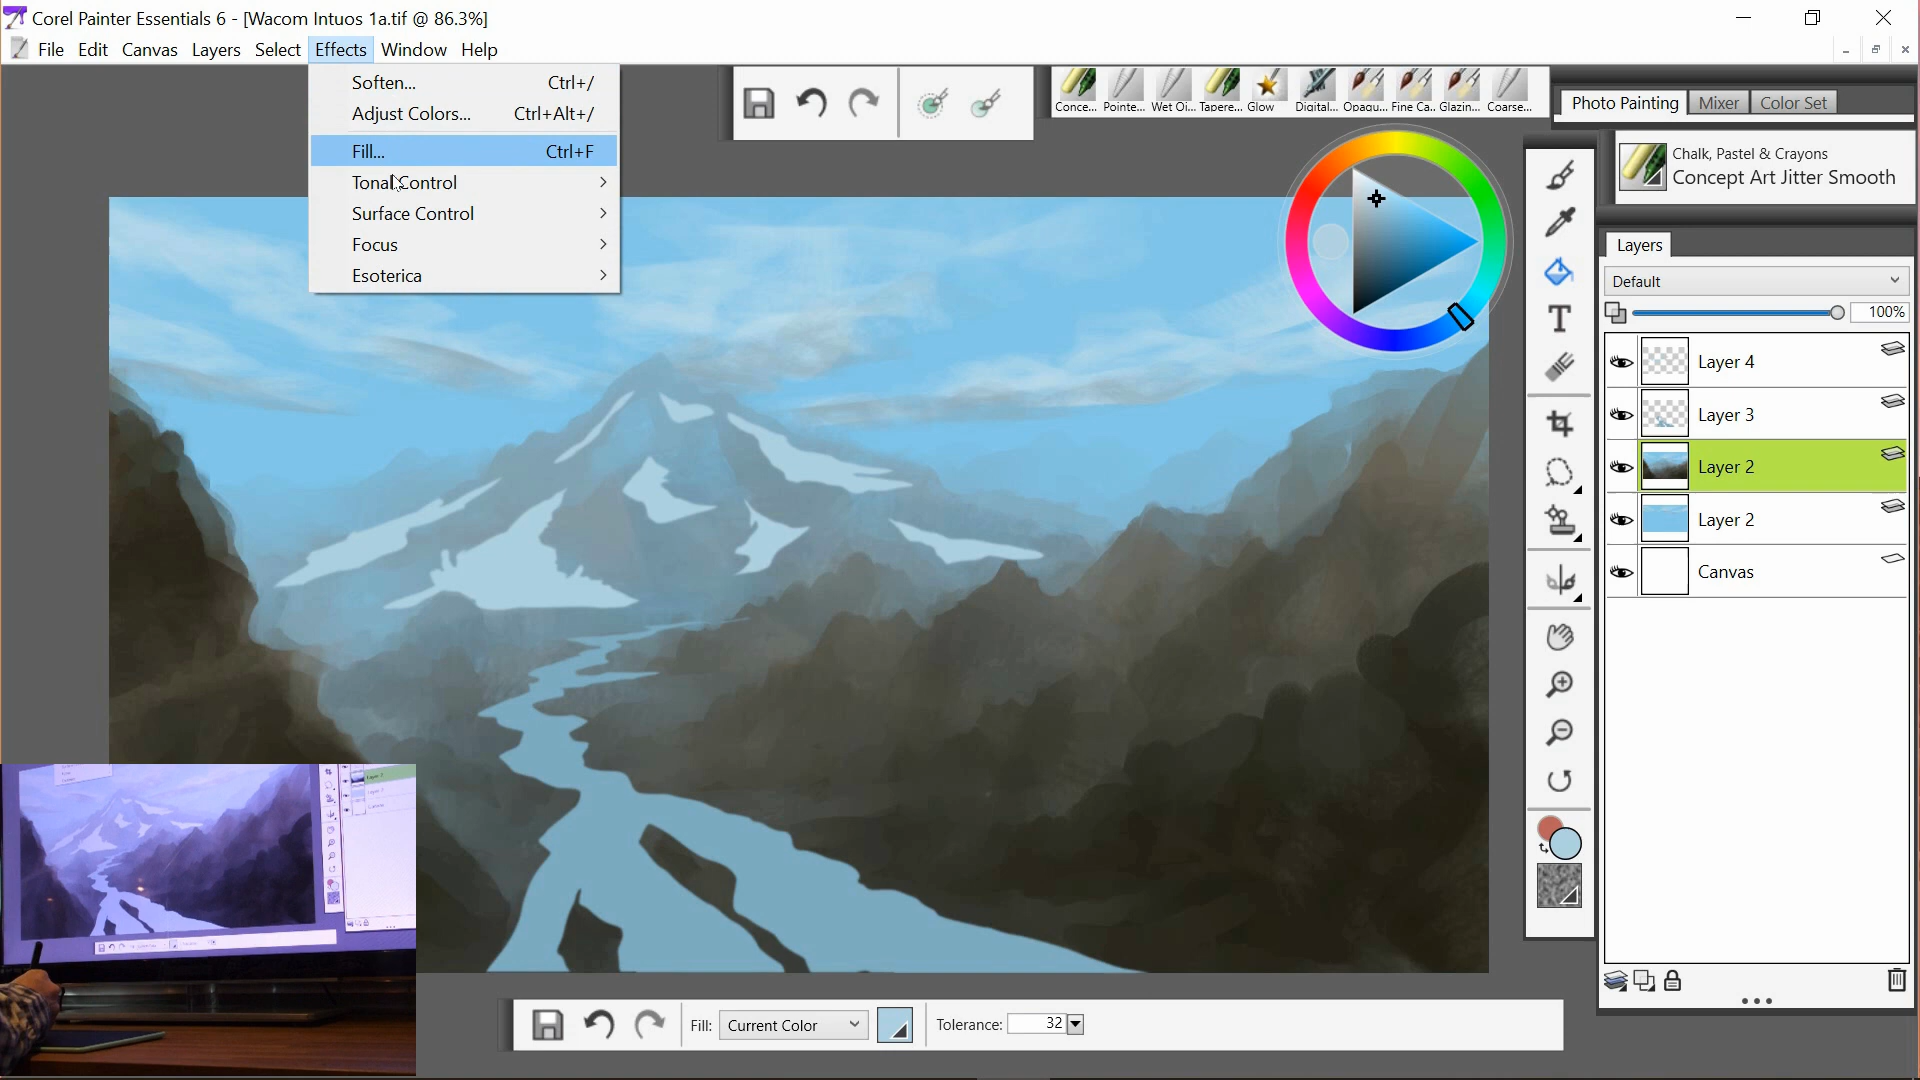 Corel Painter Essentials 6 - [Wacom Intuos 1a.tif @ 86.3%]
File Edit Canvas Layers Select Effects Window Help
Soften... Ctrl+/
Adjust Colors... Ctrl+Alt+/
Fill... Ctrl+F
Tonal Control
Surface Control
Focus
Esoterica
Conce... Pointe... Wet Oi... Tapere... Glow Digital... Opaqu... Fine Ca... Glazin... Coarse...
Photo Painting Mixer Color Set
Chalk, Pastel & Crayons
Concept Art Jitter Smooth
Layers
Default
100%
Layer 4
Layer 3
Layer 2
Layer 2
Canvas
T
Fill: Current Color Tolerance: 32